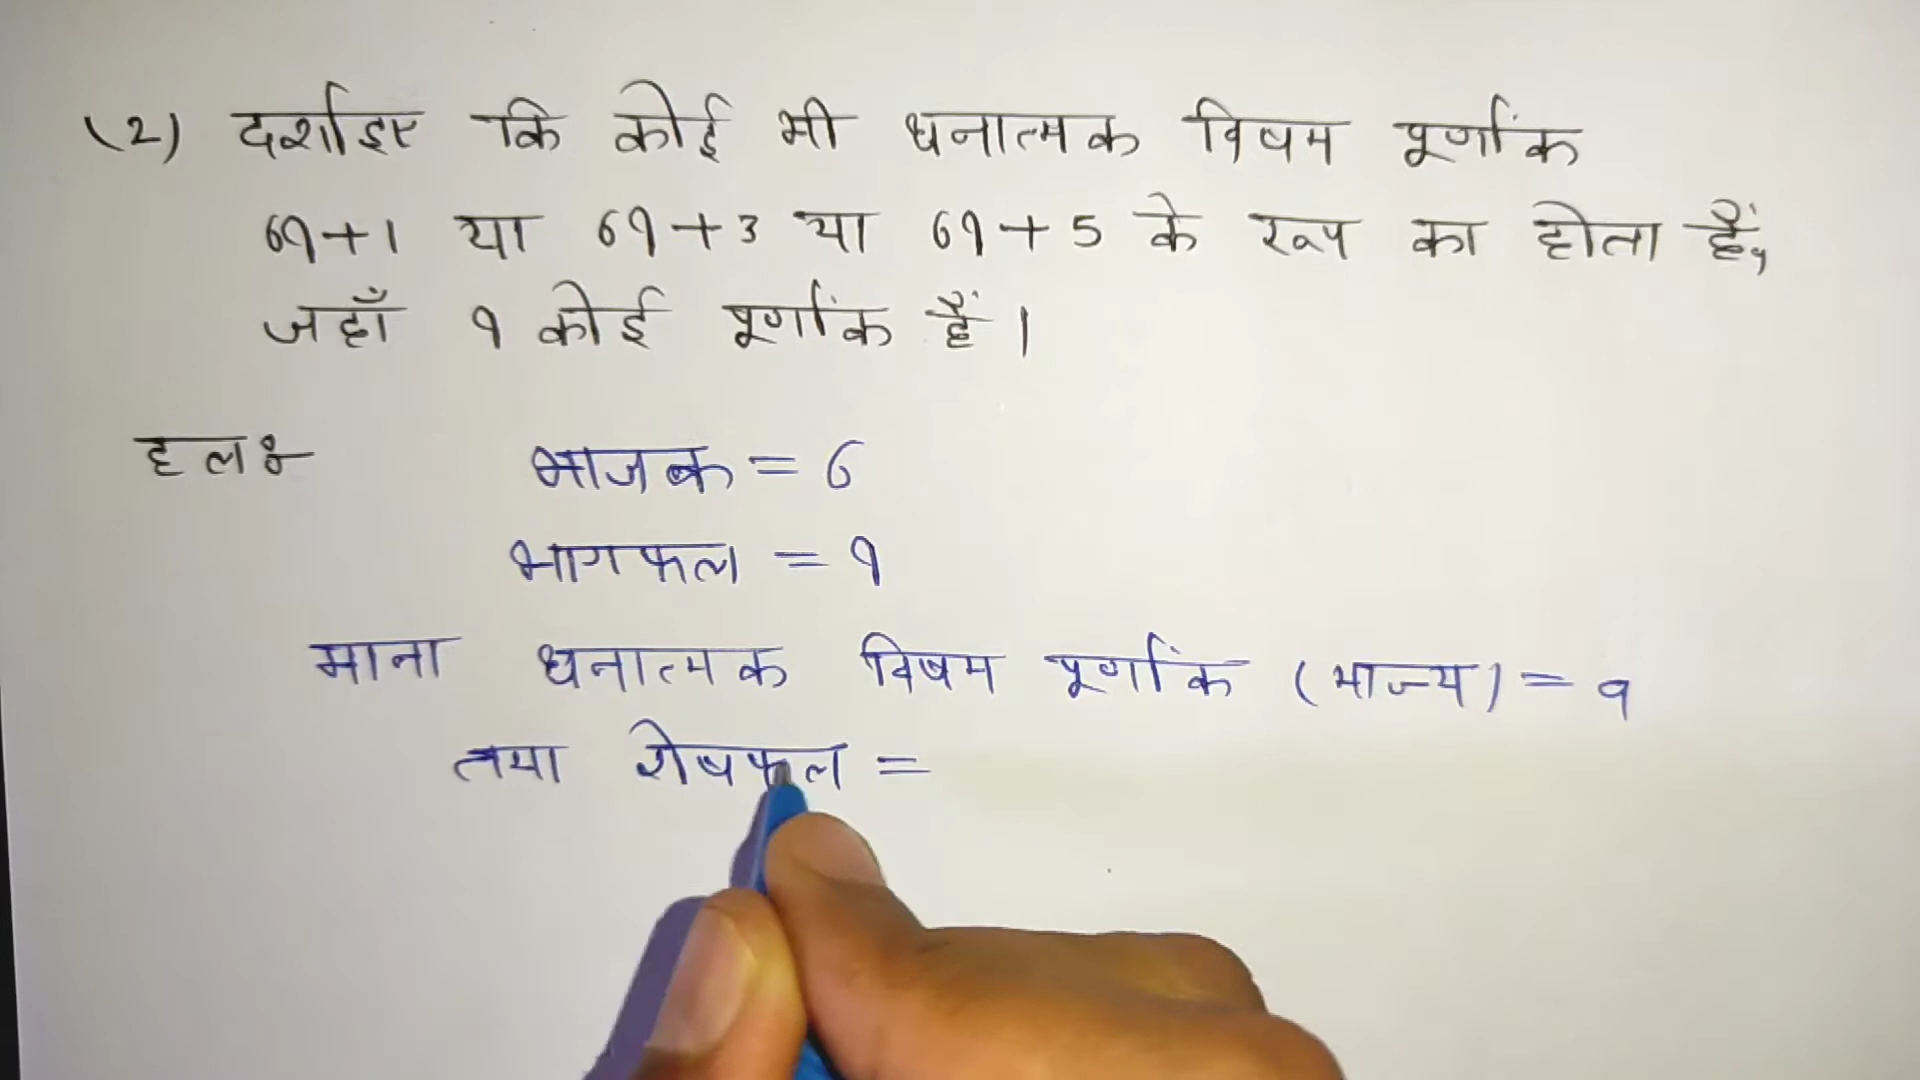 (2) दर्शाइए कि कोई भी धनात्मक विषम पूर्णांक
6q+1 या 6q+3 या 6q+5 के रूप का होता हैं,
जहाँ q कोई पूर्णांक हैं।
हल:-
भाजक = 6
भागफल = q
माना धनात्मक विषम पूर्णांक (भाज्य) = a
तथा शेषफल =